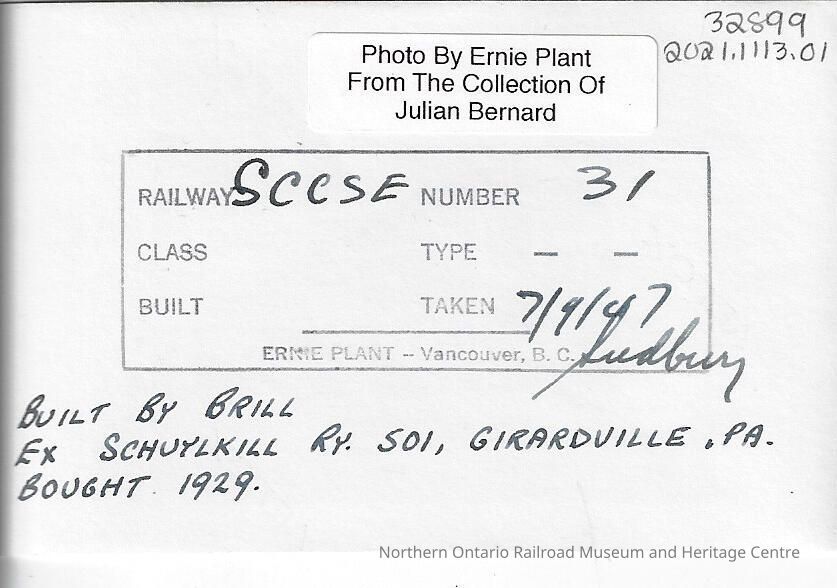 32899
2021.1113.01
Photo By Ernie Plant
From The Collection Of
Julian Bernard
RAILWAY SCCSE NUMBER 31
CLASS TYPE — —
BUILT TAKEN 7/9/47
ERNIE PLANT -- Vancouver, B. C. Sudbury
BUILT BY BRILL
EX SCHUYLKILL RY. 501, GIRARDVILLE, PA.
BOUGHT 1929.
Northern Ontario Railroad Museum and Heritage Centre